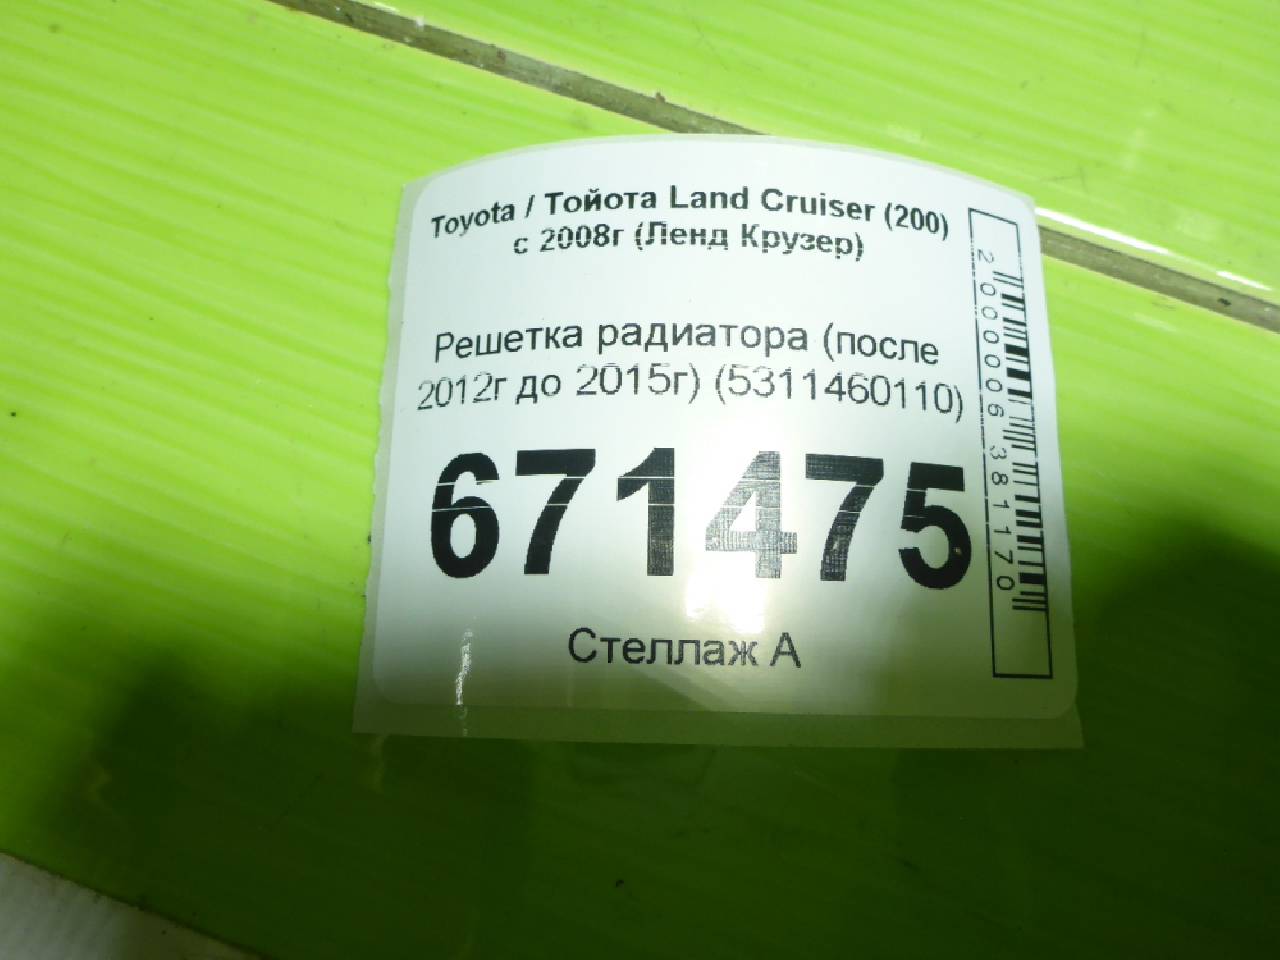 Toyota / Тойота Land Cruiser (200)
с 2008г (Ленд Крузер)
Решетка радиатора (после
2012г до 2015г) (5311460110)
671475
Стеллаж А
2000006381170